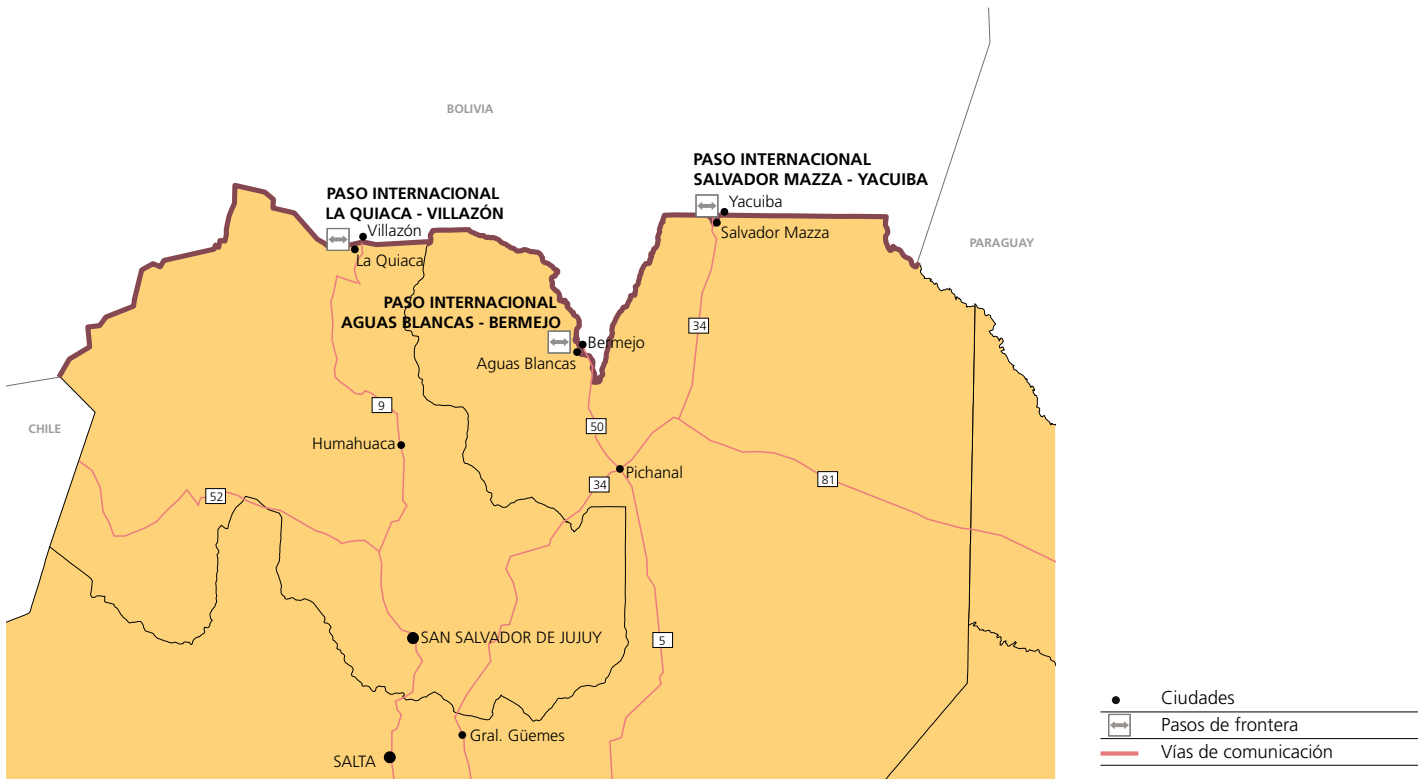 BOLIVIA
PASO INTERNACIONAL
SALVADOR MAZZA - YACUIBA
PASO INTERNACIONAL
LA QUIACA - VILLAZÓN
Yacuiba
Villazón
Salvador Mazza
PARAGUAY
La Quiaca
PASO INTERNACIONAL
AGUAS BLANCAS - BERMEJO
34
Bermejo
Aguas Blancas
9
CHILE
50
Humahuaca
Pichanal
81
34
52
SAN SALVADOR DE JUJUY
5
Gral. Güemes
SALTA
Ciudades
Pasos de frontera
Vías de comunicación